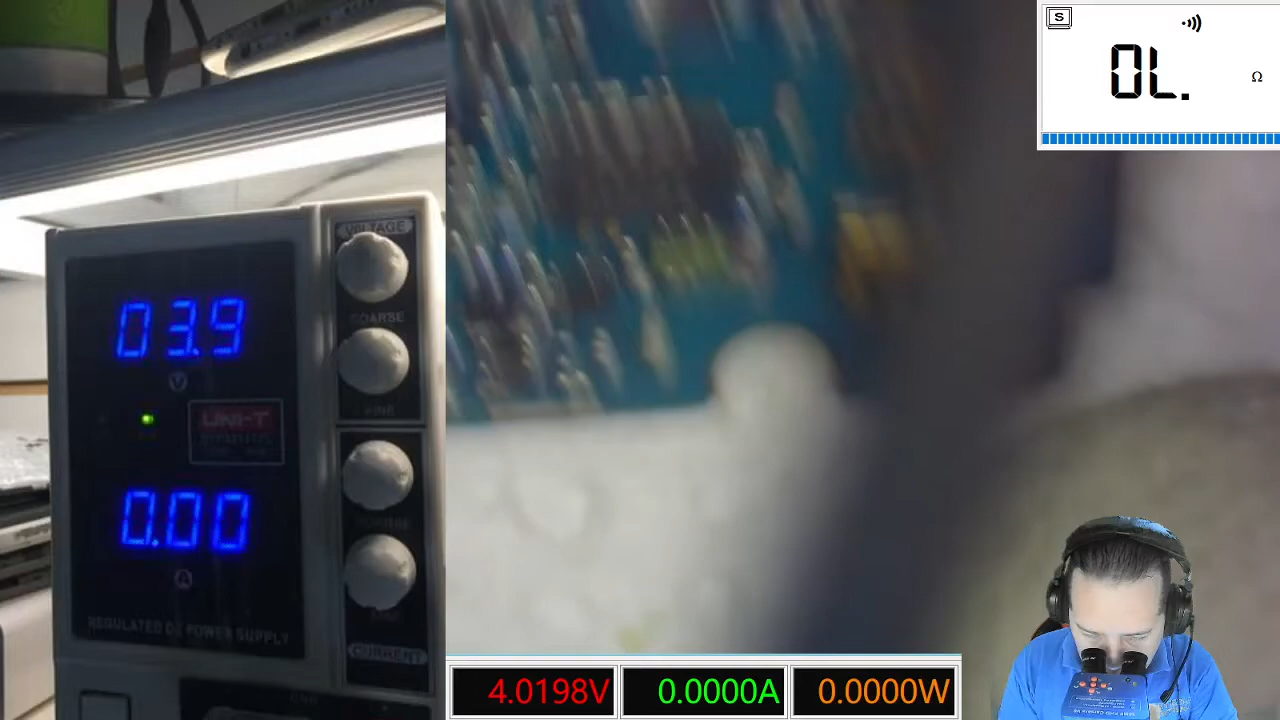 S
OL.
Ω
VOLTAGE
03.9
COARSE
V
FINE
UNI-T
0.00
A
REGULATED DC POWER SUPPLY
CURRENT
4.0198V
0.0000A
0.0000W